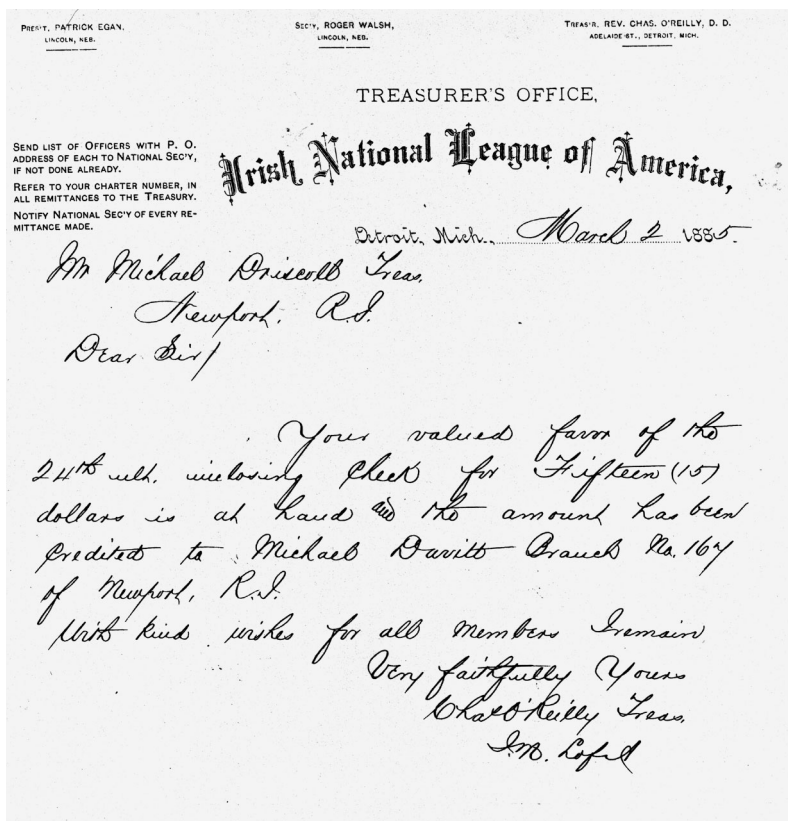 PRES'T, PATRICK EGAN,
LINCOLN, NEB.
SEC'Y, ROGER WALSH,
LINCOLN, NEB.
TREAS'R. REV. CHAS. O'REILLY, D. D.
ADELAIDE ST., DETROIT, MICH.
TREASURER'S OFFICE,
Irish National League of America,
SEND LIST OF OFFICERS WITH P. O.
ADDRESS OF EACH TO NATIONAL SEC'Y,
IF NOT DONE ALREADY.
REFER TO YOUR CHARTER NUMBER, IN
ALL REMITTANCES TO THE TREASURY.
NOTIFY NATIONAL SEC'Y OF EVERY RE-
MITTANCE MADE.
Detroit, Mich., March 2 1885.
Mr Michael Driscoll Treas.
Newport, R.I.
Dear Sir/
Your valued favor of the
24th ult. inclosing Check for Fifteen (15)
dollars is at hand and the amount has been
Credited to Michael Davitt Branch No. 167
of Newport, R.I.
With kind wishes for all members I remain
Very faithfully Yours
Chas O'Reilly Treas.